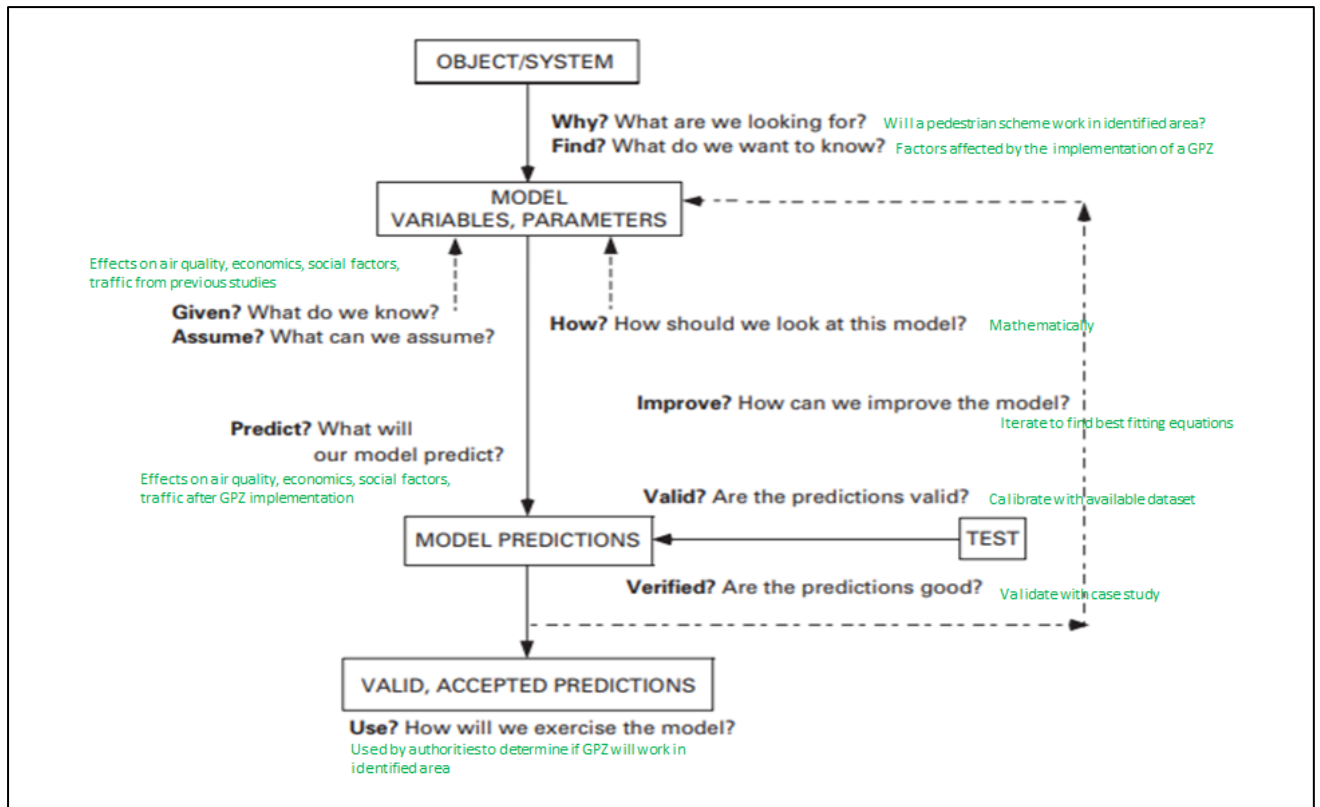 OBJECT/SYSTEM
Why? What are we looking for? Will a pedestrian scheme work in identified area?
Find? What do we want to know? Factors affected by the implementation of a GPZ
MODEL
VARIABLES, PARAMETERS
Effects on air quality, economics, social factors,
traffic from previous studies
Given? What do we know?
Assume? What can we assume?
How? How should we look at this model? Mathematically
Improve? How can we improve the model?
Iterate to find best fitting equations
Predict? What will
our model predict?
Effects on air quality, economics, social factors,
traffic after GPZ implementation
Valid? Are the predictions valid? Calibrate with available dataset
MODEL PREDICTIONS
TEST
Verified? Are the predictions good? Validate with case study
VALID, ACCEPTED PREDICTIONS
Use? How will we exercise the model?
Used by authorities to determine if GPZ will work in
identified area